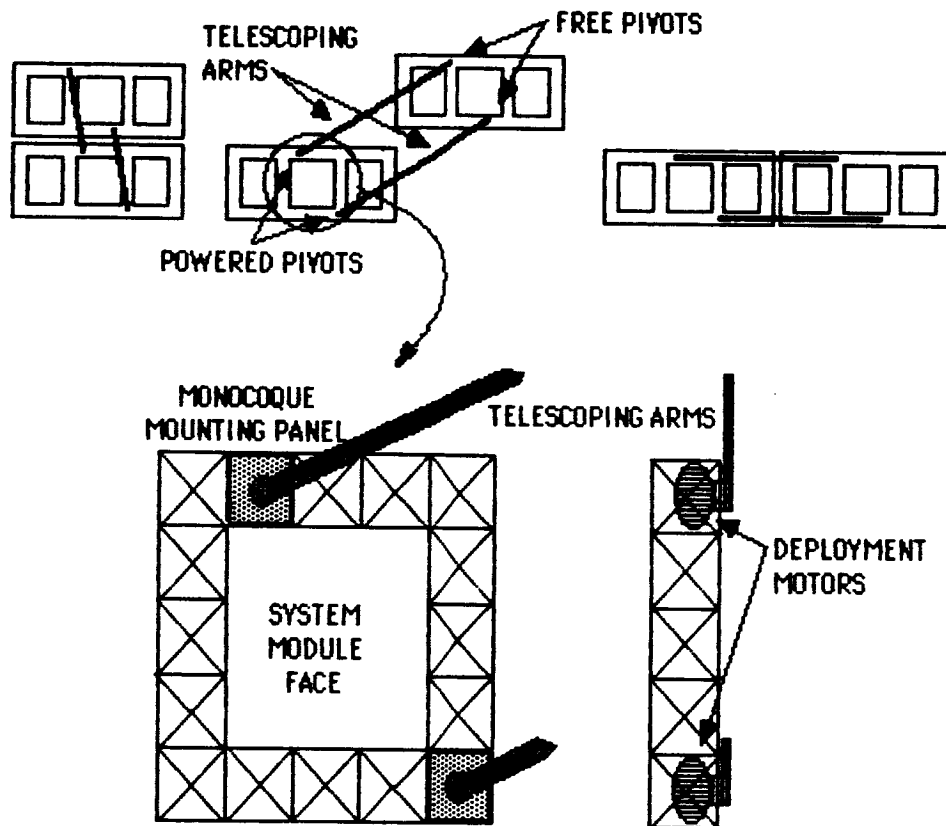 FREE PIVOTS
TELESCOPING
ARMS
POWERED PIVOTS
MONOCOQUE
MOUNTING PANEL
TELESCOPING ARMS
DEPLOYMENT
MOTORS
SYSTEM
MODULE
FACE